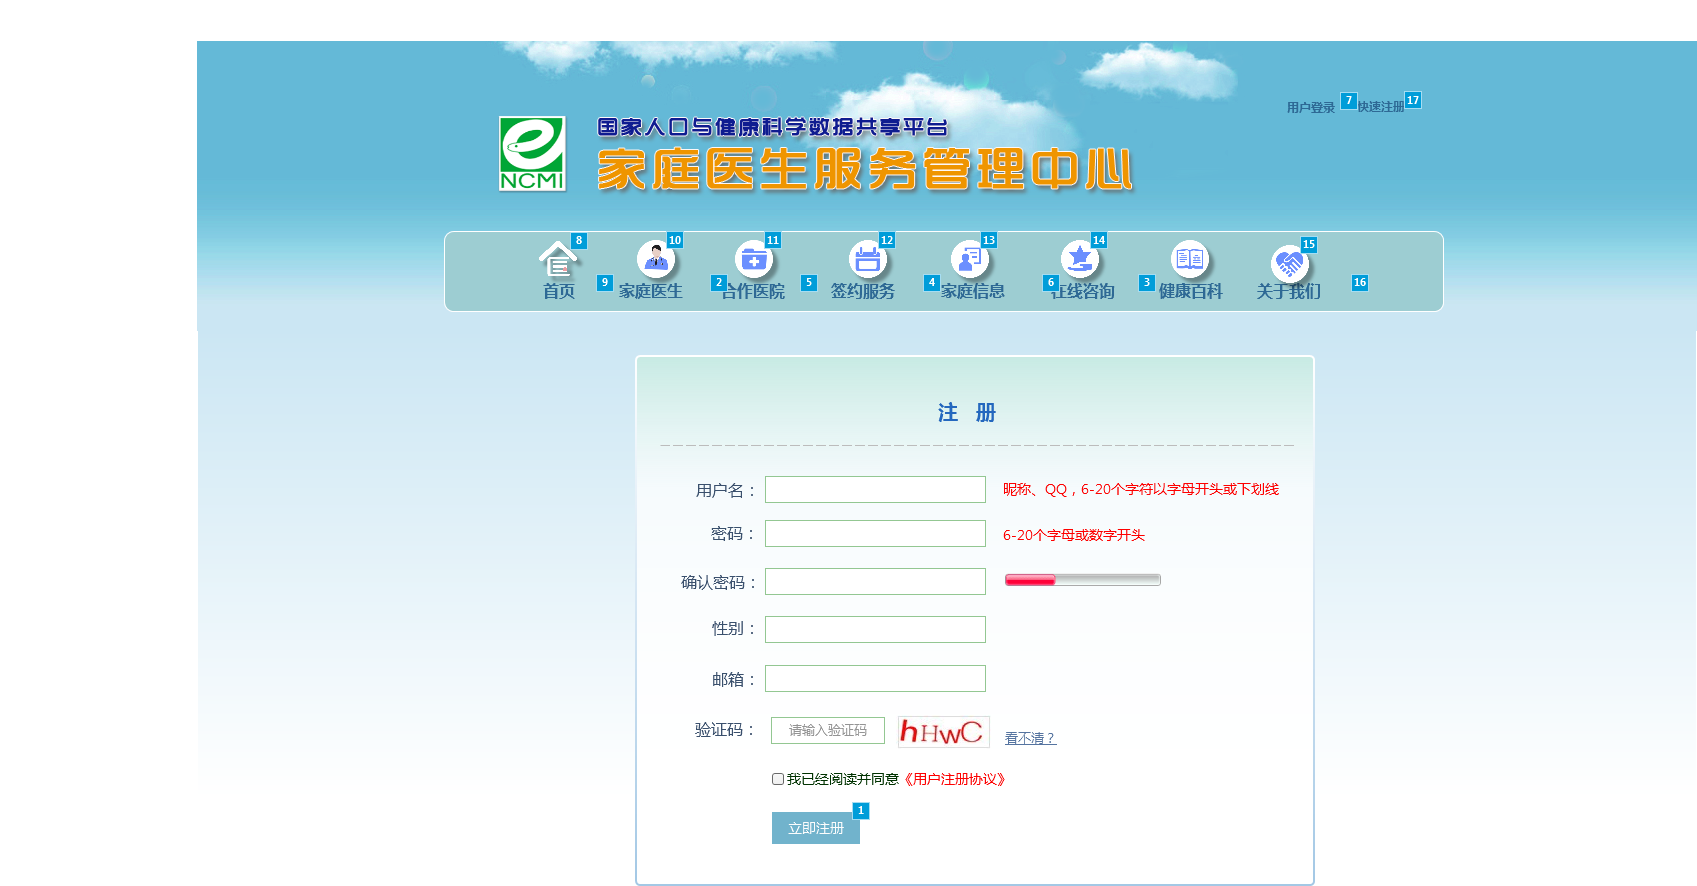 用户登录 7 快速注册 17
国家人口与健康科学数据共享平台
家庭医生服务管理中心
NCMI
8 10 11 12 13 14 15
首页 9 家庭医生 2 合作医院 5 签约服务 4 家庭信息 6 在线咨询 3 健康百科 关于我们 16
注 册
用户名： 昵称、QQ，6-20个字符以字母开头或下划线
密码： 6-20个字母或数字开头
确认密码：
性别：
邮箱：
验证码： 请输入验证码 hHwC 看不清？
我已经阅读并同意《用户注册协议》
立即注册 1